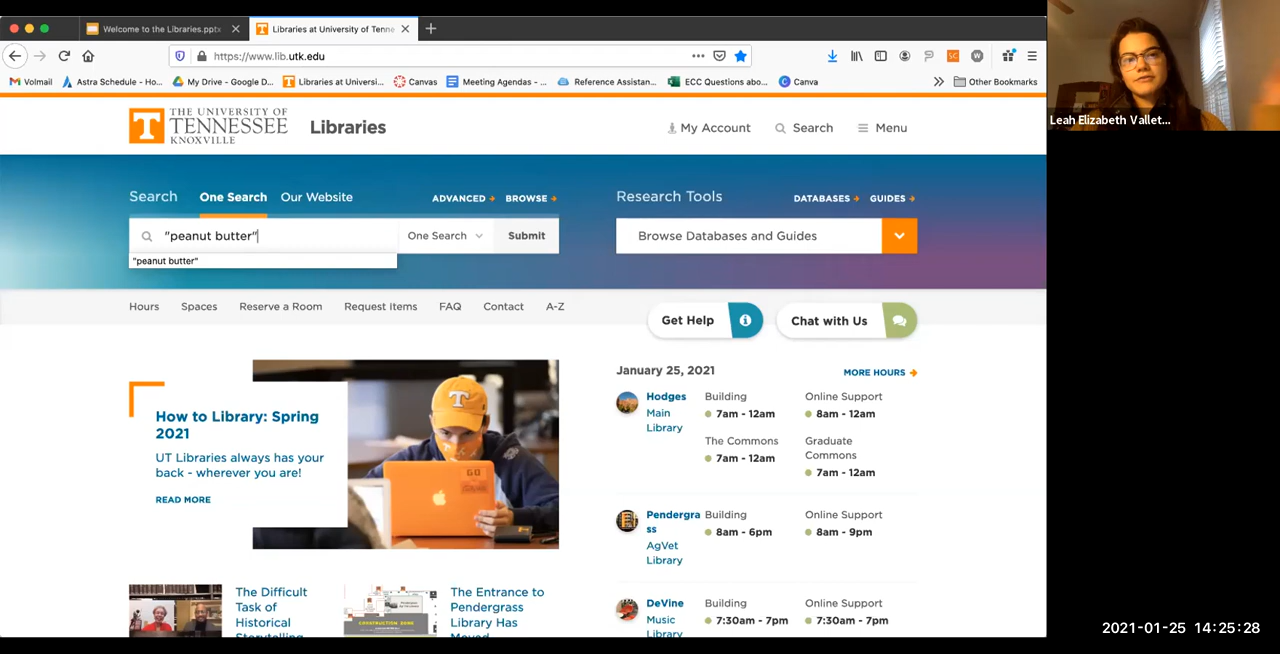 Welcome to the Libraries.pptx
Libraries at University of Tenne
https://www.lib.utk.edu
Volmail
Astra Schedule - Ho...
My Drive - Google D...
Libraries at Universi...
Canvas
Meeting Agendas - ...
Reference Assistan...
ECC Questions abo...
Canva
Other Bookmarks
Leah Elizabeth Vallet...
THE UNIVERSITY OF
TENNESSEE
KNOXVILLE
Libraries
My Account
Search
Menu
Search
One Search
Our Website
ADVANCED
BROWSE
"peanut butter"
One Search
Submit
"peanut butter"
Research Tools
DATABASES
GUIDES
Browse Databases and Guides
Hours
Spaces
Reserve a Room
Request items
FAQ
Contact
A-Z
Get Help
Chat with Us
How to Library: Spring
2021
UT Libraries always has your
back - wherever you are!
READ MORE
January 25, 2021
MORE HOURS
Hodges
Main
Library
Building
7am - 12am
Online Support
8am - 12am
The Commons
7am - 12am
Graduate
Commons
7am - 12am
Pendergra
ss
AgVet
Library
Building
8am - 6pm
Online Support
8am - 9pm
DeVine
Music
Library
Building
7:30am - 7pm
Online Support
7:30am - 7pm
The Difficult
Task of
Historical
Storytelling
The Entrance to
Pendergrass
Library Has
Moved
2021-01-25 14:25:28